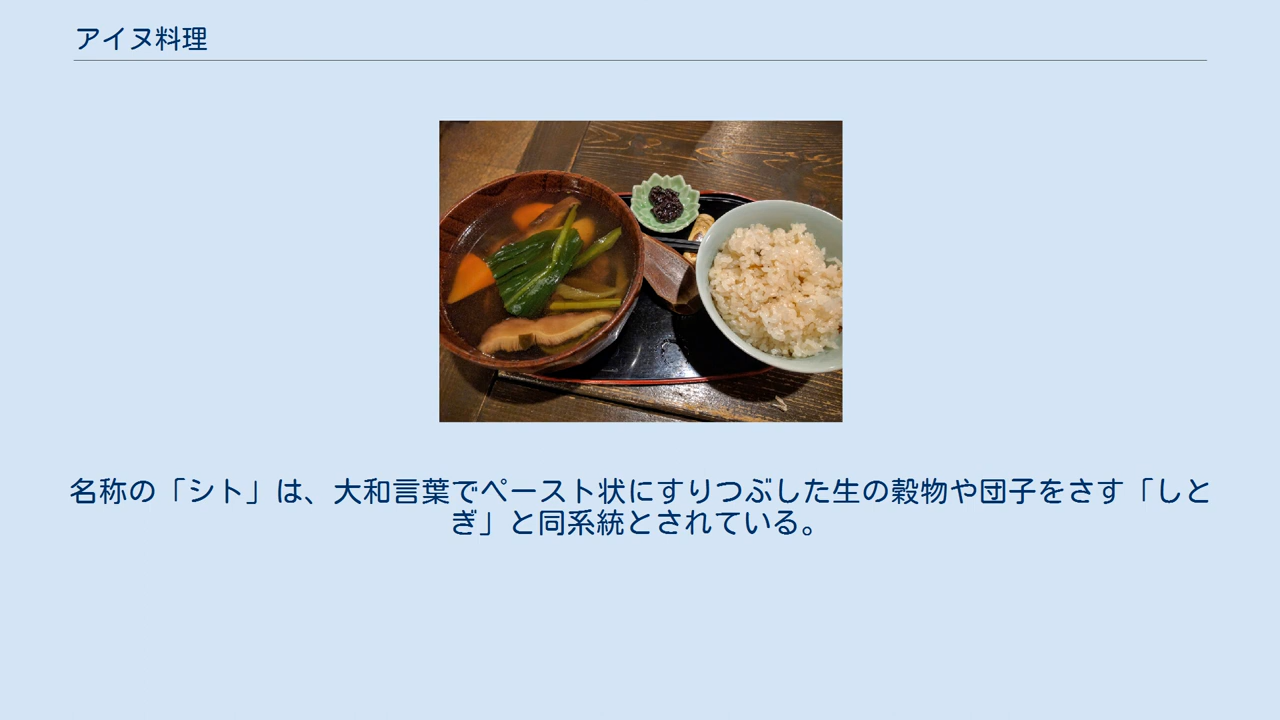 アイヌ料理
名称の「シト」は、大和言葉でペースト状にすりつぶした生の穀物や団子をさす「しと
ぎ」と同系統とされている。